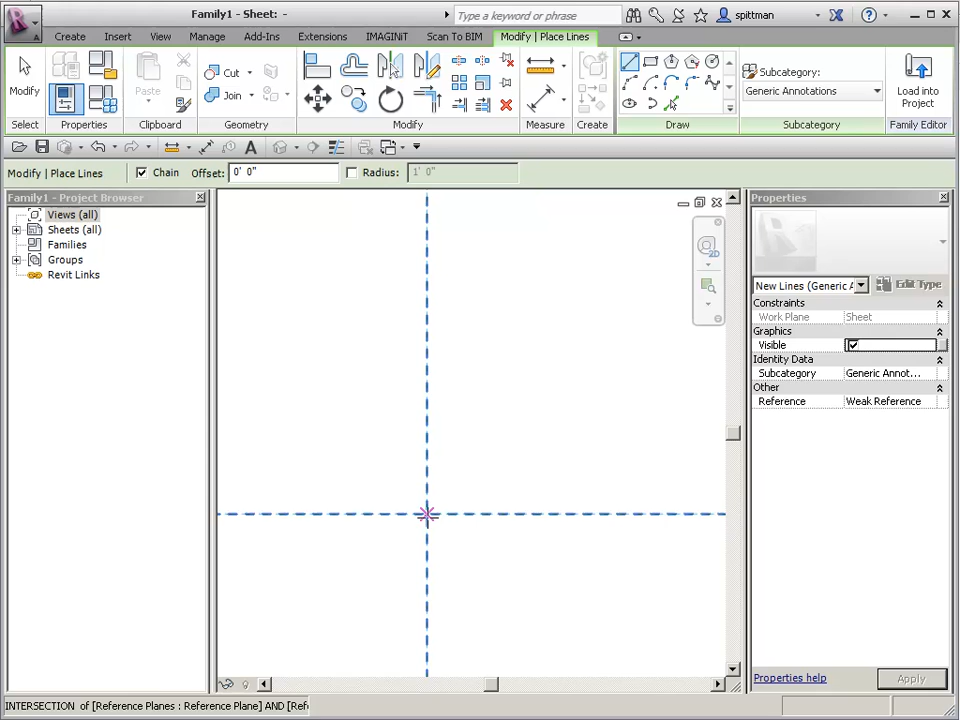 Family1 - Sheet: -
Type a keyword or phrase
spittman
Create Insert View Manage Add-Ins Extensions IMAGINiT Scan To BIM Modify | Place Lines
Modify
Paste
Cut
Join
Subcategory:
Generic Annotations
Load into
Project
Select Properties Clipboard Geometry Modify Measure Create Draw Subcategory Family Editor
Modify | Place Lines Chain Offset: 0' 0" Radius: 1' 0"
Family1 - Project Browser
Views (all)
Sheets (all)
Families
Groups
Revit Links
2D
Properties
New Lines (Generic A
Edit Type
Constraints
Work Plane Sheet
Graphics
Visible
Identity Data
Subcategory Generic Annot...
Other
Reference Weak Reference
Properties help
Apply
INTERSECTION of [Reference Planes : Reference Plane] AND [Refe